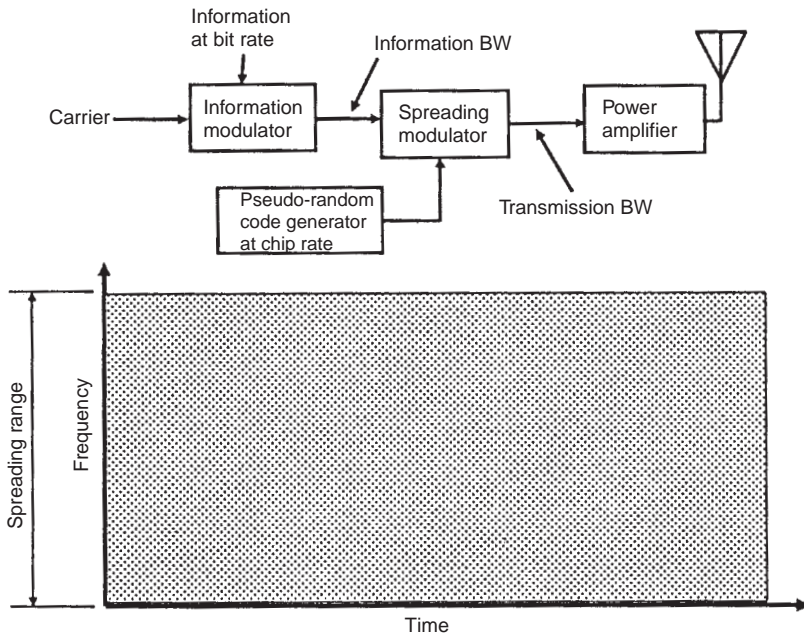 Information
at bit rate
Information BW
Carrier
Information
modulator
Spreading
modulator
Power
amplifier
Transmission BW
Pseudo-random
code generator
at chip rate
Spreading range
Frequency
Time